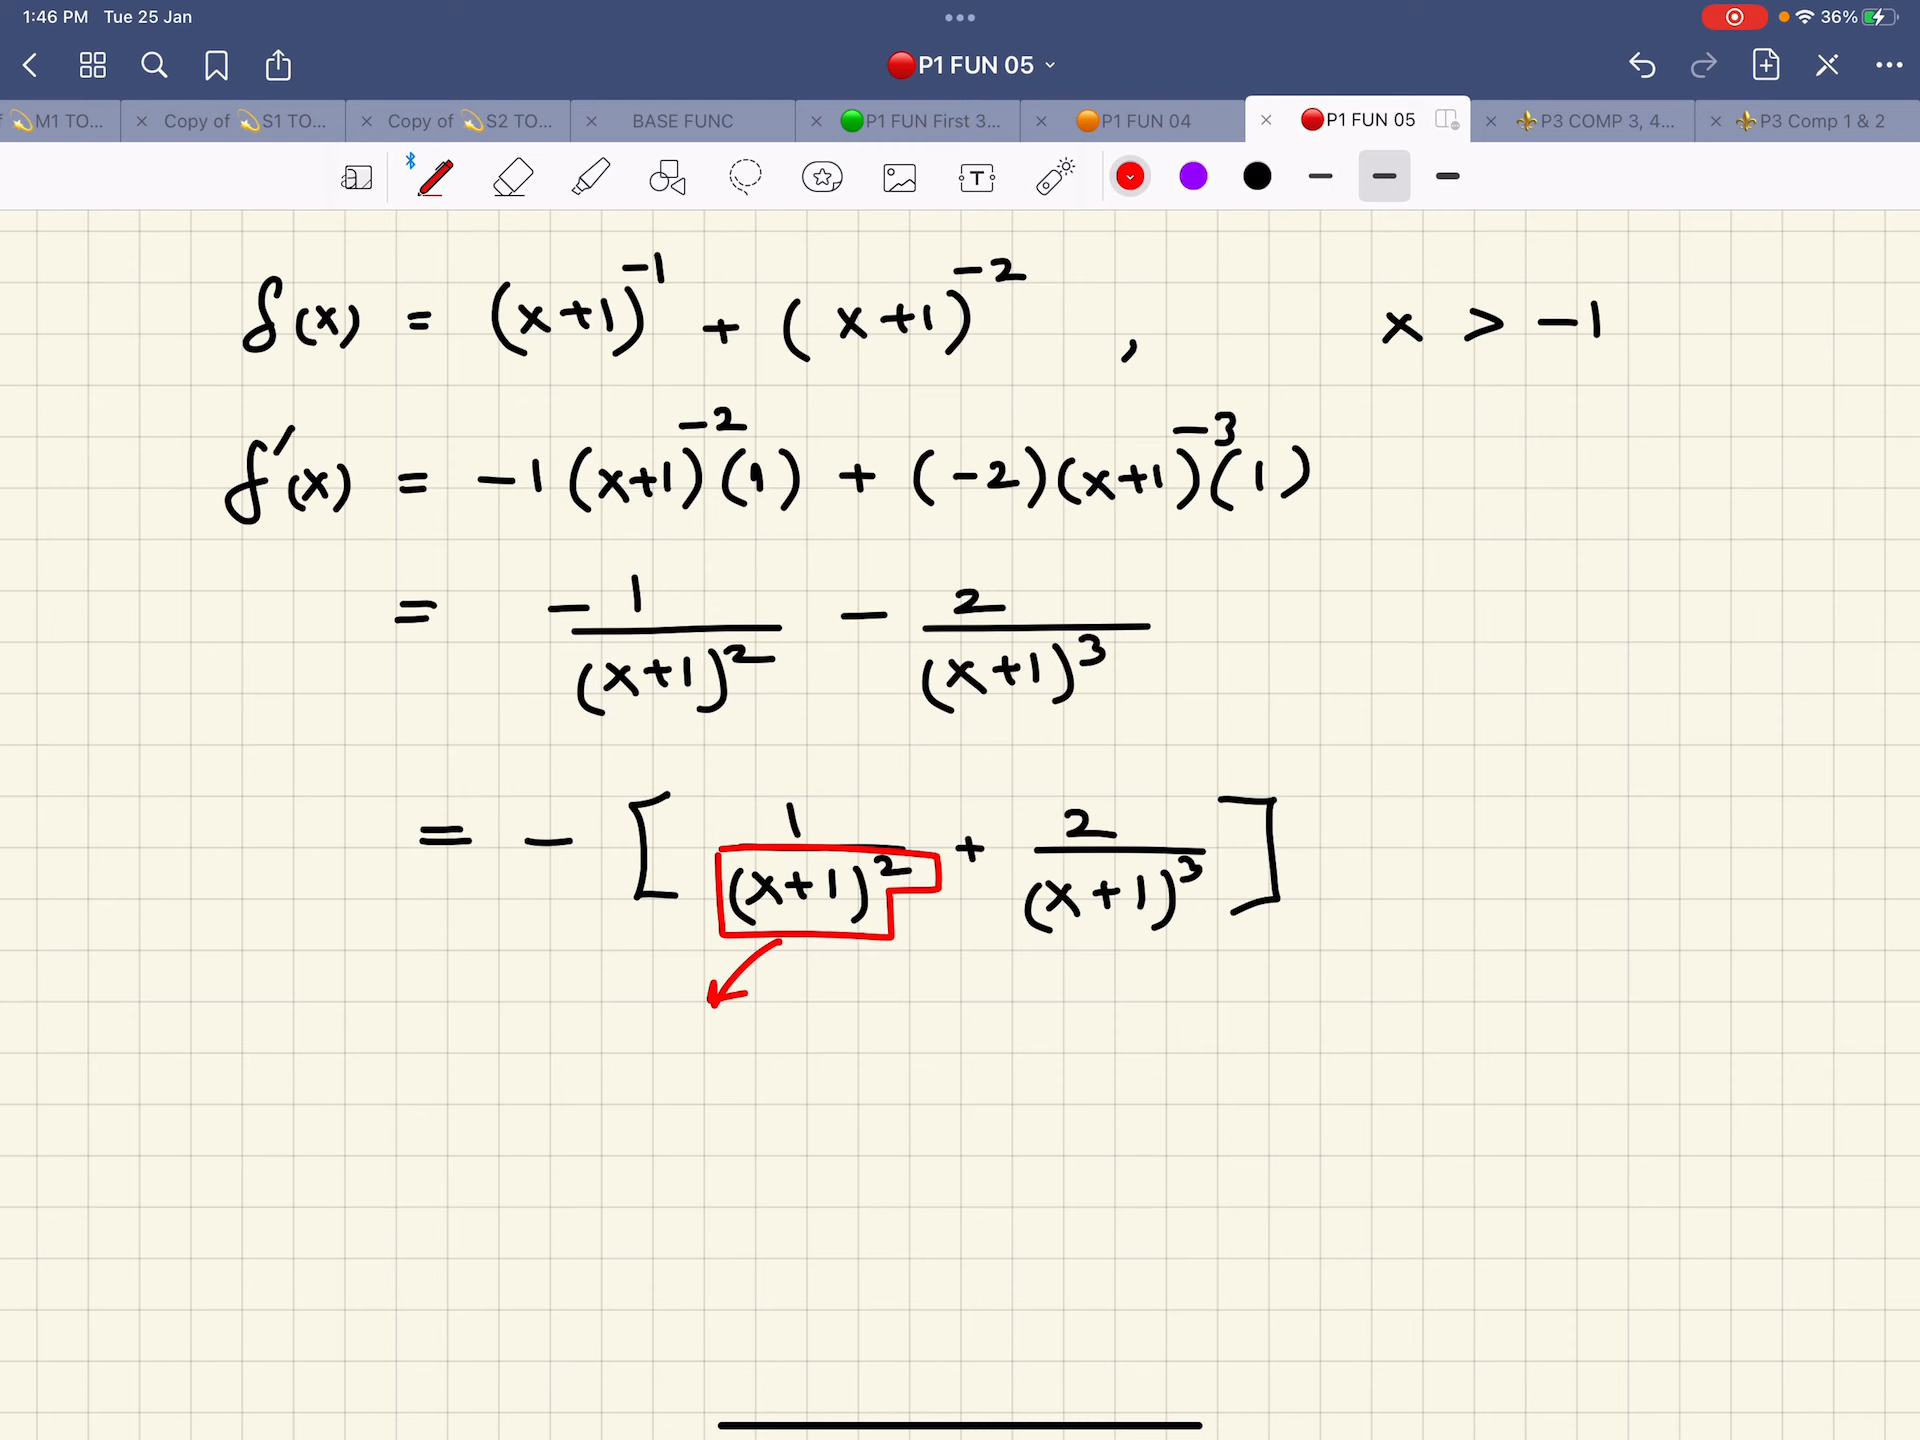 1:46 PM Tue 25 Jan 36%
P1 FUN 05
M1 TO... Copy of S1 TO... Copy of S2 TO... BASE FUNC P1 FUN First 3... P1 FUN 04 P1 FUN 05 P3 COMP 3, 4... P3 Comp 1 & 2
f(x) = (x+1)^-1 + (x+1)^-2 , x > -1
f'(x) = -1(x+1)^-2(1) + (-2)(x+1)^-3(1)
= -1/(x+1)^2 - 2/(x+1)^3
= - [ 1/(x+1)^2 + 2/(x+1)^3 ]